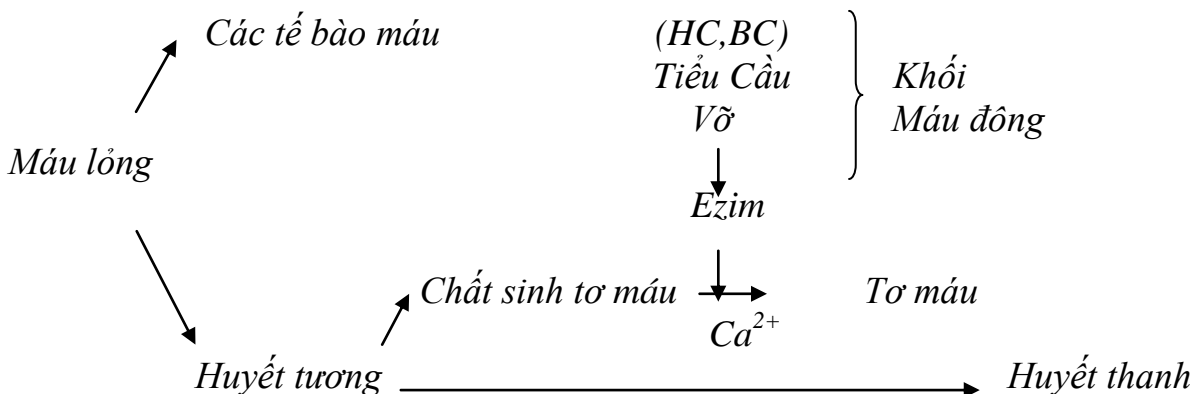 Các tế bào máu (HC,BC)
Tiểu Cầu Khối
Vỡ Máu đông
Máu lỏng
Ezim
Chất sinh tơ máu Tơ máu
Ca²⁺
Huyết tương Huyết thanh